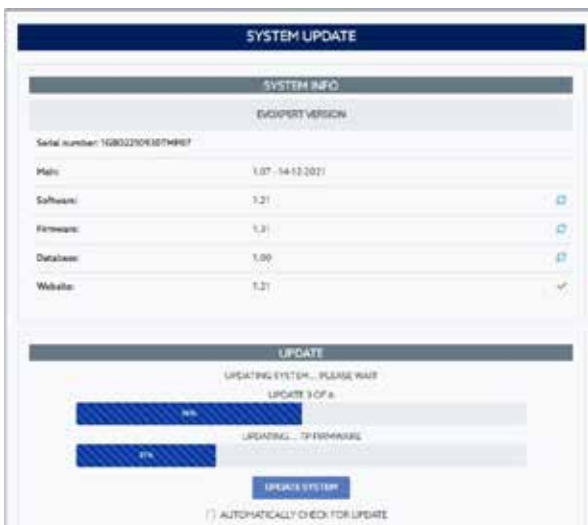 SYSTEM UPDATE
SYSTEM INFO
EVOXPERT VERSION
Serial number:
Main: 1.07 - 14-12-2021
Software: 1.21
Firmware: 1.31
Database: 1.00
Website: 1.21
UPDATE
UPDATING SYSTEM... PLEASE WAIT
UPDATE 3 OF
UPDATING... TP FIRMWARE
UPDATE SYSTEM
AUTOMATICALLY CHECK FOR UPDATE